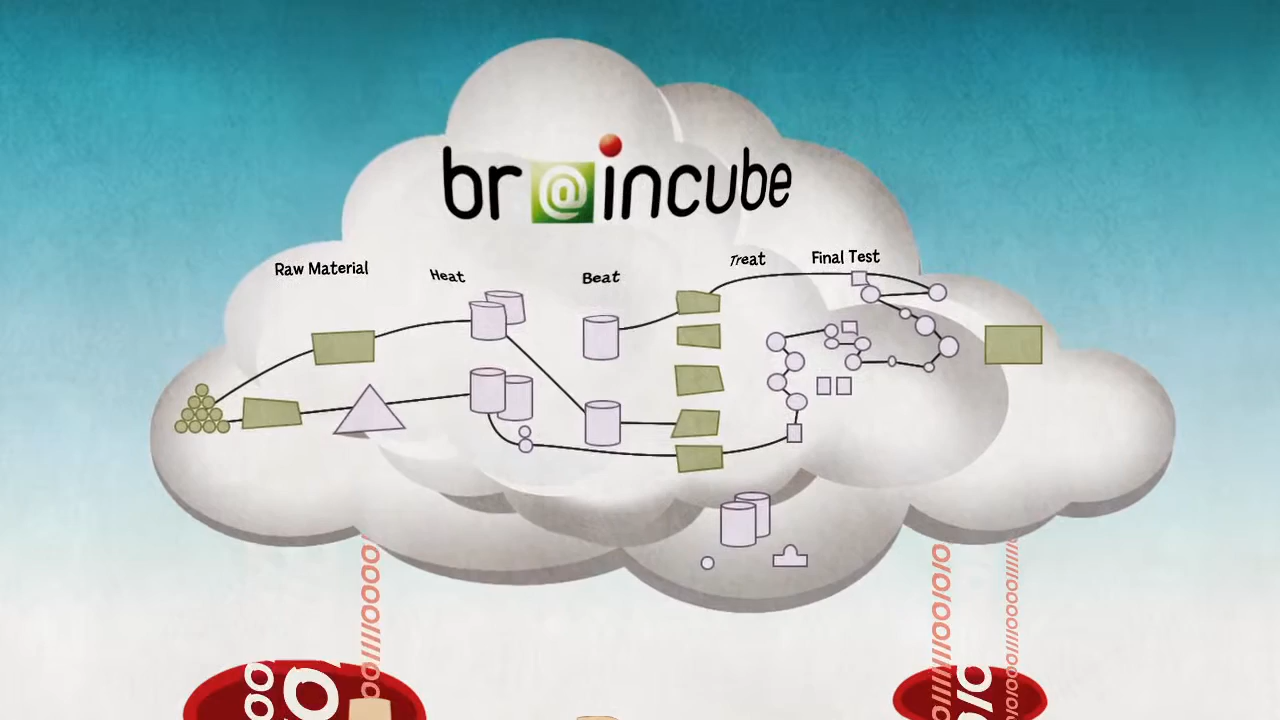 br@incube
Raw Material
Heat
Beat
Treat
Final Test